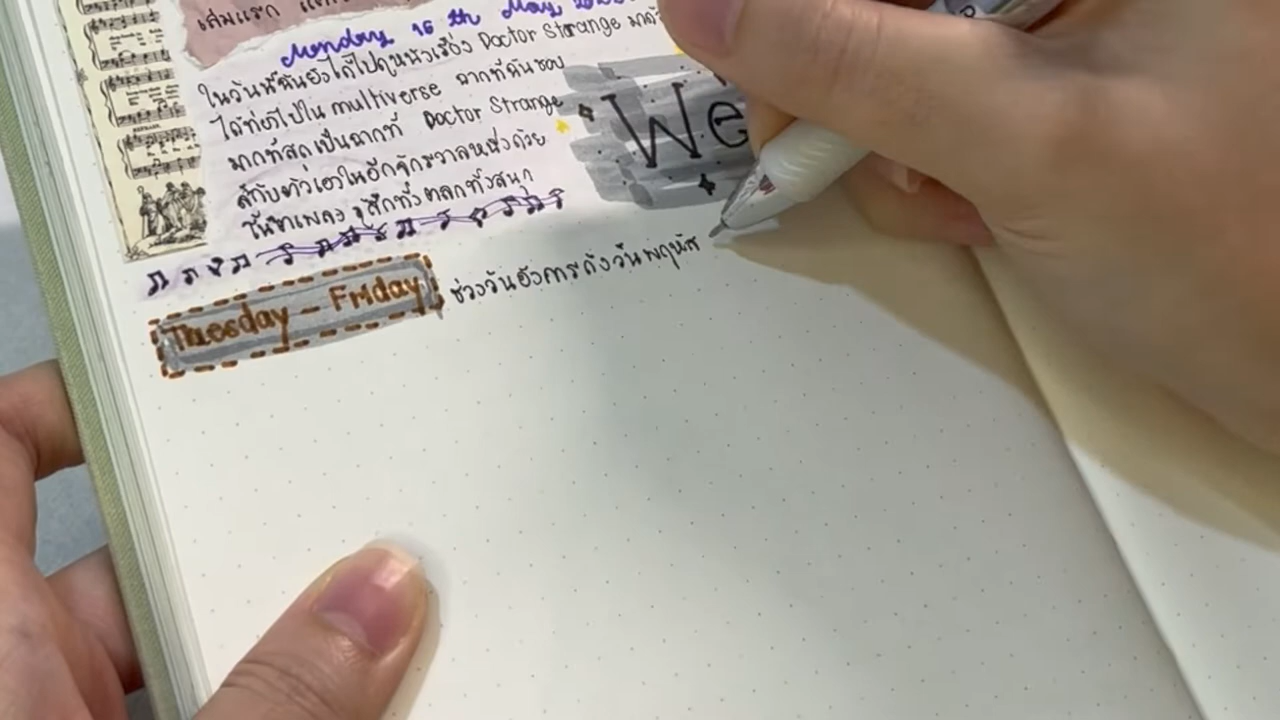 เล่มแรก
Monday 16 th May
ในวันนี้ฉันยังได้ไปดูหนังเรื่อง Doctor Strange มาด้
ได้ท่องไปใน multiverse ฉากที่ฉันชอบ
มากที่สุดเป็นฉากที่ Doctor Strange
สู้กับตัวเองในอีกจักรวาลหนึ่งด้วย
โน้ตเพลง รู้สึกทั้งตลกทั้งสนุก
We
Tuesday - Friday ช่วงวันอังคารถึงวันพฤหัส